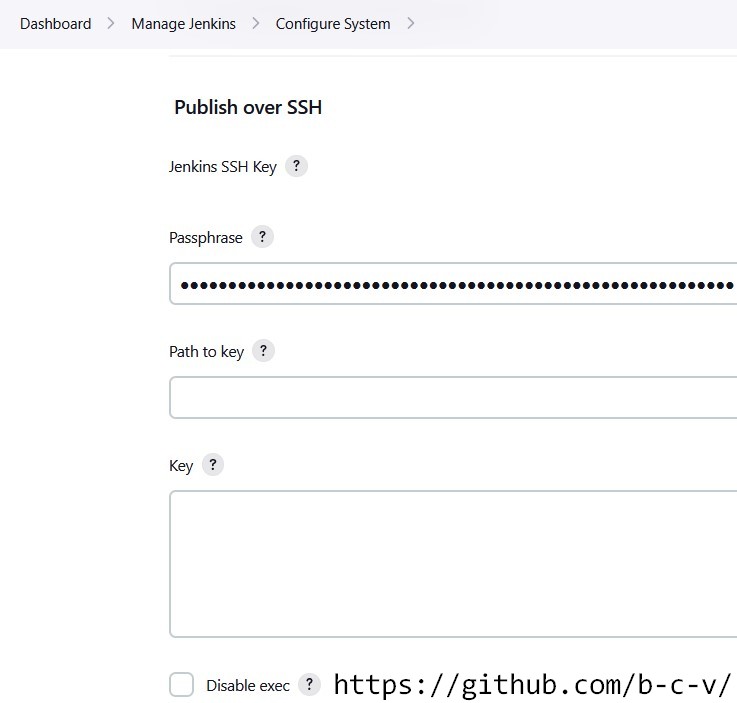 Dashboard > Manage Jenkins > Configure System >
Publish over SSH
Jenkins SSH Key ?
Passphrase ?
••••••••••••••••••••••••••••••••••••••••••••••••••••••••••
Path to key ?
Key ?
Disable exec ? https://github.com/b-c-v/